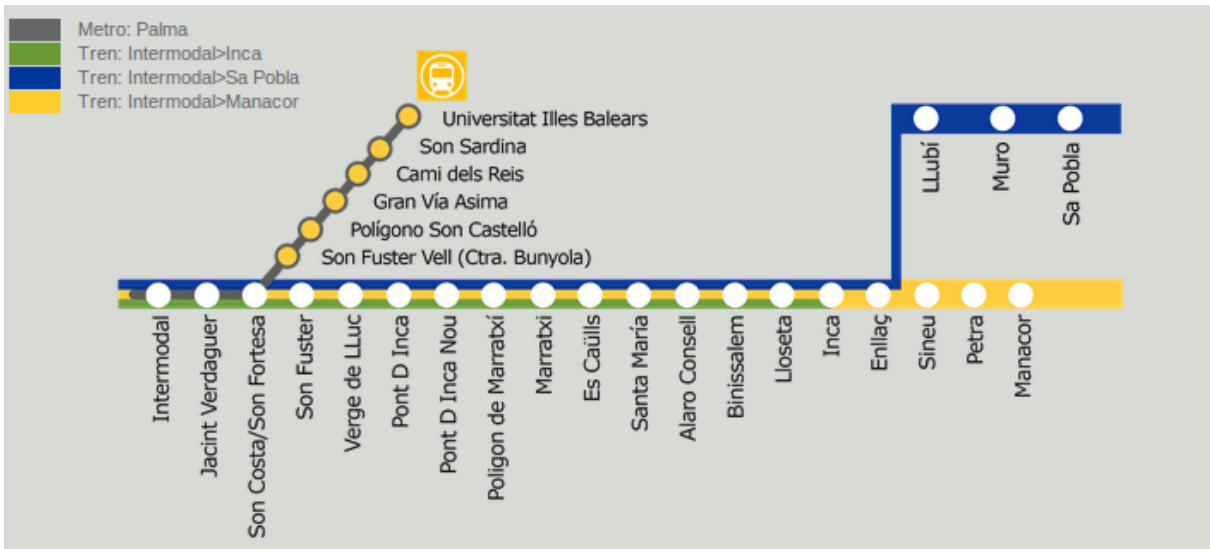 Metro: Palma
Tren: Intermodal>Inca
Tren: Intermodal>Sa Pobla
Tren: Intermodal>Manacor
Universitat Illes Balears
Son Sardina
Cami dels Reis
Gran Vía Asima
Polígono Son Castelló
Son Fuster Vell (Ctra. Bunyola)
LLubí
Muro
Sa Pobla
Intermodal
Jacint Verdaguer
Son Costa/Son Fortesa
Son Fuster
Verge de LLuc
Pont D Inca
Pont D Inca Nou
Poligon de Marratxí
Marratxi
Es Caülls
Santa María
Alaro Consell
Binissalem
Lloseta
Inca
Enllaç
Sineu
Petra
Manacor